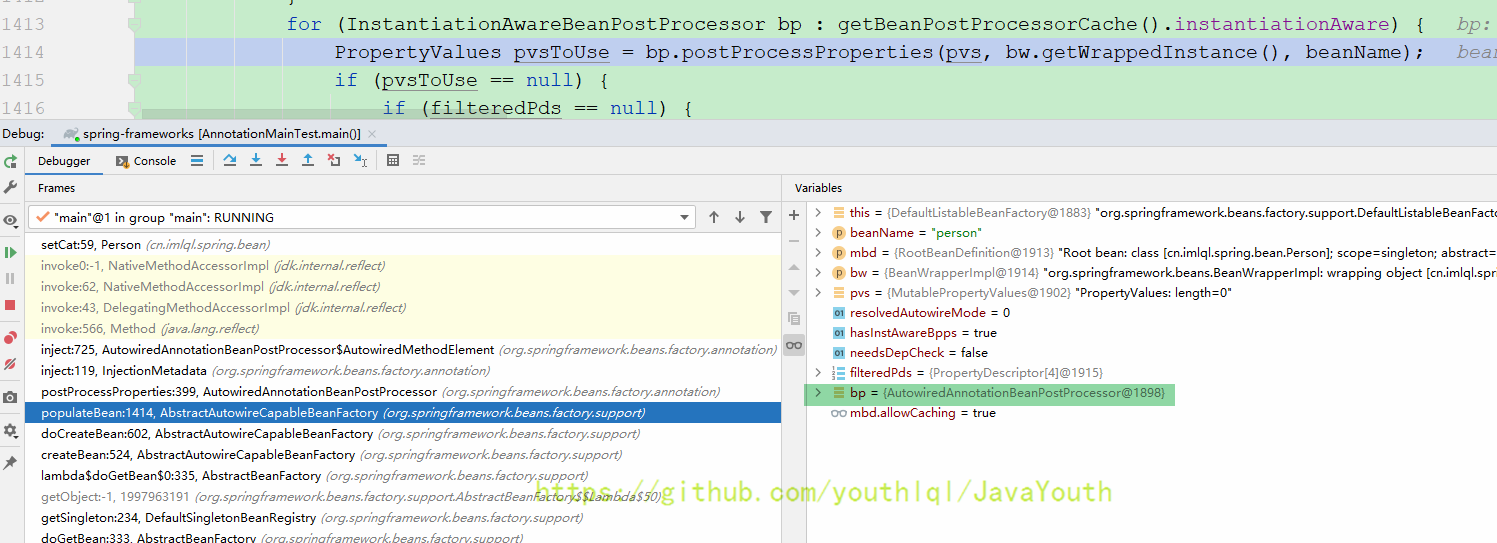 1412 }
1413 for (InstantiationAwareBeanPostProcessor bp : getBeanPostProcessorCache().instantiationAware) { bp:
1414 PropertyValues pvsToUse = bp.postProcessProperties(pvs, bw.getWrappedInstance(), beanName); bean
1415 if (pvsToUse == null) {
1416 if (filteredPds == null) {
Debug: spring-frameworks [AnnotationMainTest.main()]
Debugger Console
Frames
"main"@1 in group "main": RUNNING
setCat:59, Person (cn.imlql.spring.bean)
invoke0:-1, NativeMethodAccessorImpl (jdk.internal.reflect)
invoke:62, NativeMethodAccessorImpl (jdk.internal.reflect)
invoke:43, DelegatingMethodAccessorImpl (jdk.internal.reflect)
invoke:566, Method (java.lang.reflect)
inject:725, AutowiredAnnotationBeanPostProcessor$AutowiredMethodElement (org.springframework.beans.factory.annotation)
inject:119, InjectionMetadata (org.springframework.beans.factory.annotation)
postProcessProperties:399, AutowiredAnnotationBeanPostProcessor (org.springframework.beans.factory.annotation)
populateBean:1414, AbstractAutowireCapableBeanFactory (org.springframework.beans.factory.support)
doCreateBean:602, AbstractAutowireCapableBeanFactory (org.springframework.beans.factory.support)
createBean:524, AbstractAutowireCapableBeanFactory (org.springframework.beans.factory.support)
lambda$doGetBean$0:335, AbstractBeanFactory (org.springframework.beans.factory.support)
getObject:-1, 1997963191 (org.springframework.beans.factory.support.AbstractBeanFactory$$Lambda$50)
getSingleton:234, DefaultSingletonBeanRegistry (org.springframework.beans.factory.support)
doGetBean:333, AbstractBeanFactory (org.springframework.beans.factory.support)
Variables
this = {DefaultListableBeanFactory@1883} "org.springframework.beans.factory.support.DefaultListableBeanFacto
beanName = "person"
mbd = {RootBeanDefinition@1913} "Root bean: class [cn.imlql.spring.bean.Person]; scope=singleton; abstract=
bw = {BeanWrapperImpl@1914} "org.springframework.beans.BeanWrapperImpl: wrapping object [cn.imlql.spr
pvs = {MutablePropertyValues@1902} "PropertyValues: length=0"
resolvedAutowireMode = 0
hasInstAwareBpps = true
needsDepCheck = false
filteredPds = {PropertyDescriptor[4]@1915}
bp = {AutowiredAnnotationBeanPostProcessor@1898}
mbd.allowCaching = true
https://github.com/youthlql/JavaYouth